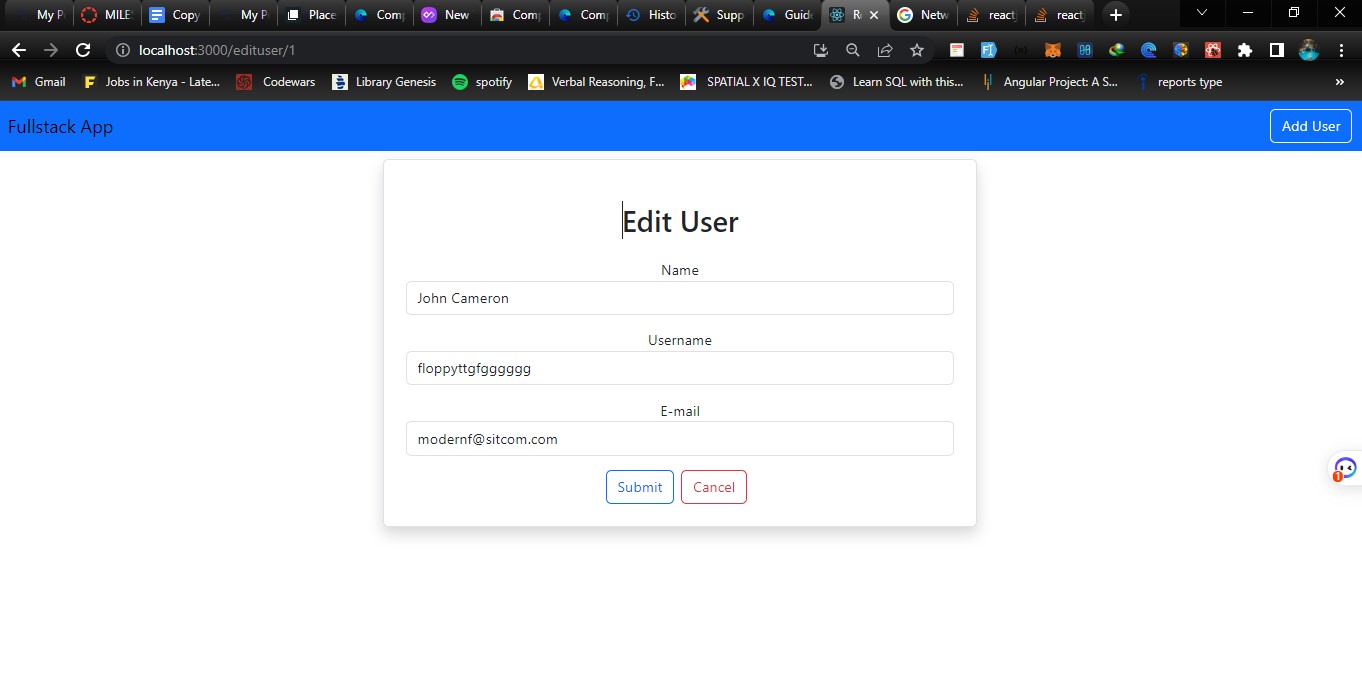 My P MILE Copy My P Place Comp New Comp Comp Histo Supp Guid R Netw react react
localhost:3000/edituser/1
Gmail Jobs in Kenya - Late... Codewars Library Genesis spotify Verbal Reasoning, F... SPATIAL X IQ TEST... Learn SQL with this... Angular Project: A S... reports type »
Fullstack App Add User
Edit User
Name
John Cameron
Username
floppyttgfgggggg
E-mail
modernf@sitcom.com
1
Submit Cancel